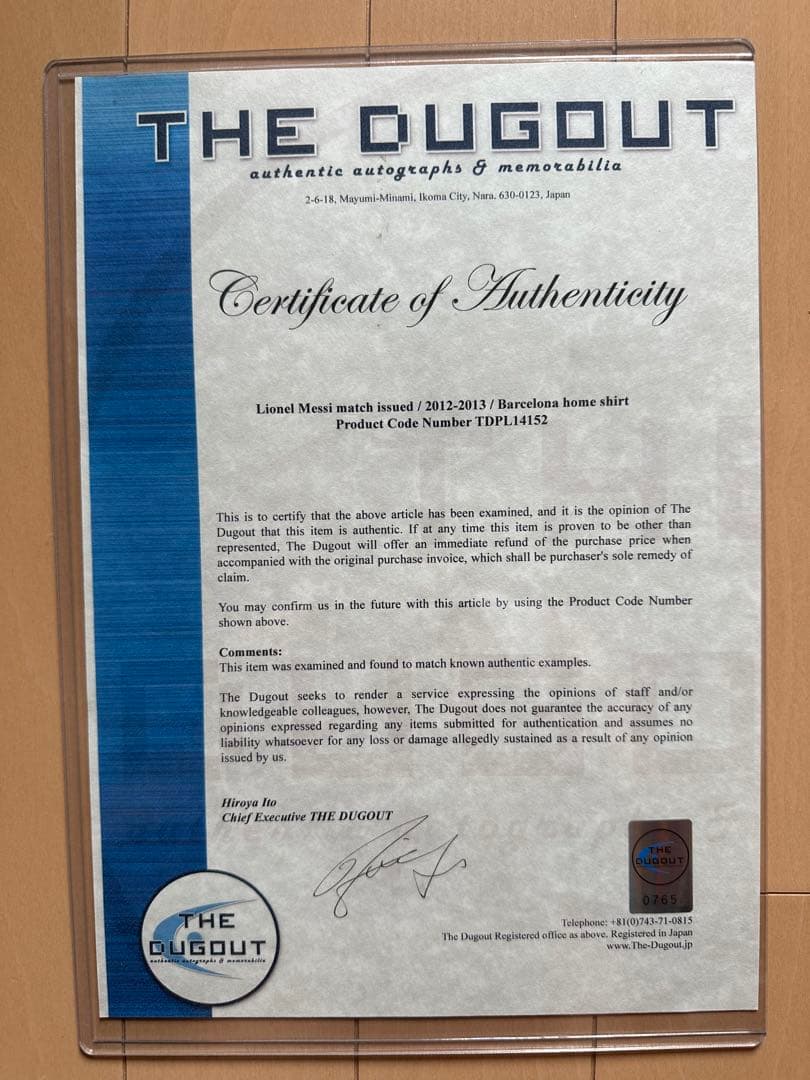 THE DUGOUT
authentic autographs & memorabilia
2-6-18, Mayumi-Minami, Ikoma City, Nara. 630-0123, Japan
Certificate of Authenticity
Lionel Messi match issued / 2012-2013 / Barcelona home shirt
Product Code Number TDPL14152
This is to certify that the above article has been examined, and it is the opinion of The
Dugout that this item is authentic. If at any time this item is proven to be other than
represented, The Dugout will offer an immediate refund of the purchase price when
accompanied with the original purchase invoice, which shall be purchaser's sole remedy of
claim.
You may confirm us in the future with this article by using the Product Code Number
shown above.
Comments:
This item was examined and found to match known authentic examples.
The Dugout seeks to render a service expressing the opinions of staff and/or
knowledgeable colleagues, however, The Dugout does not guarantee the accuracy of any
opinions expressed regarding any items submitted for authentication and assumes no
liability whatsoever for any loss or damage allegedly sustained as a result of any opinion
issued by us.
Hiroya Ito
Chief Executive THE DUGOUT
THE
DUGOUT
0765
Telephone: +81(0)743-71-0815
The Dugout Registered office as above. Registered in Japan
www.The-Dugout.jp
THE
DUGOUT
authentic autographs & memorabilia